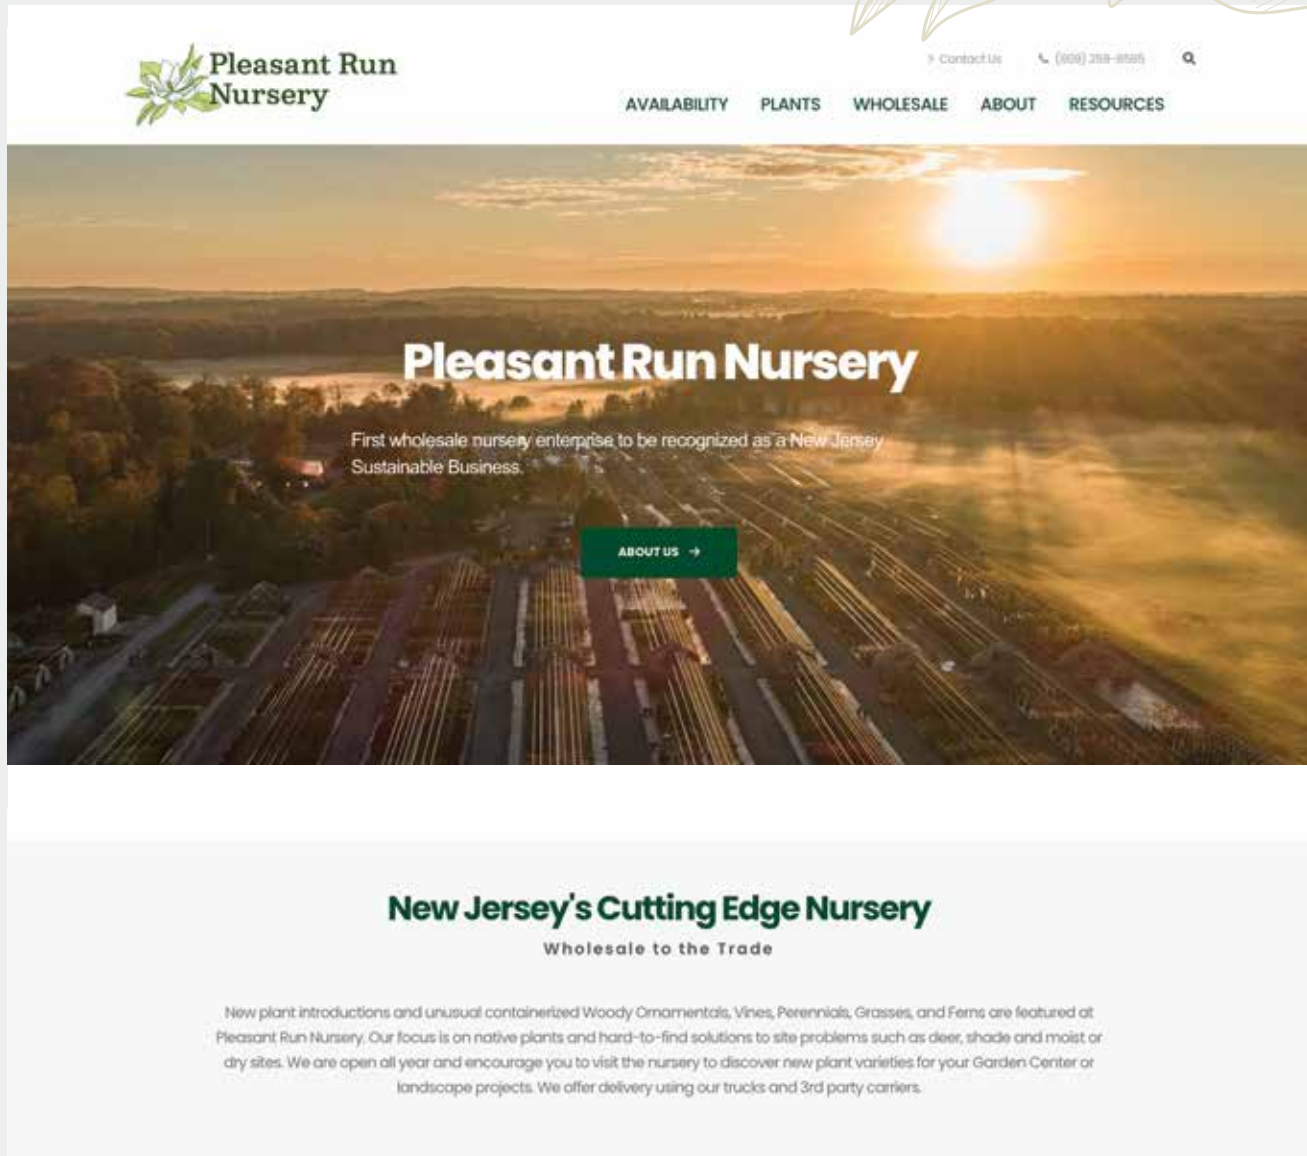 Pleasant Run
Nursery
Contact Us
AVAILABILITY PLANTS WHOLESALE ABOUT RESOURCES
Pleasant Run Nursery
First wholesale nursery enterprise to be recognized as a New Jersey
Sustainable Business.
ABOUT US
New Jersey's Cutting Edge Nursery
Wholesale to the Trade
New plant introductions and unusual containerized Woody Ornamentals, Vines, Perennials, Grasses, and Ferns are featured at
Pleasant Run Nursery. Our focus is on native plants and hard-to-find solutions to site problems such as deer, shade and moist or
dry sites. We are open all year and encourage you to visit the nursery to discover new plant varieties for your Garden Center or
landscape projects. We offer delivery using our trucks and 3rd party carriers.